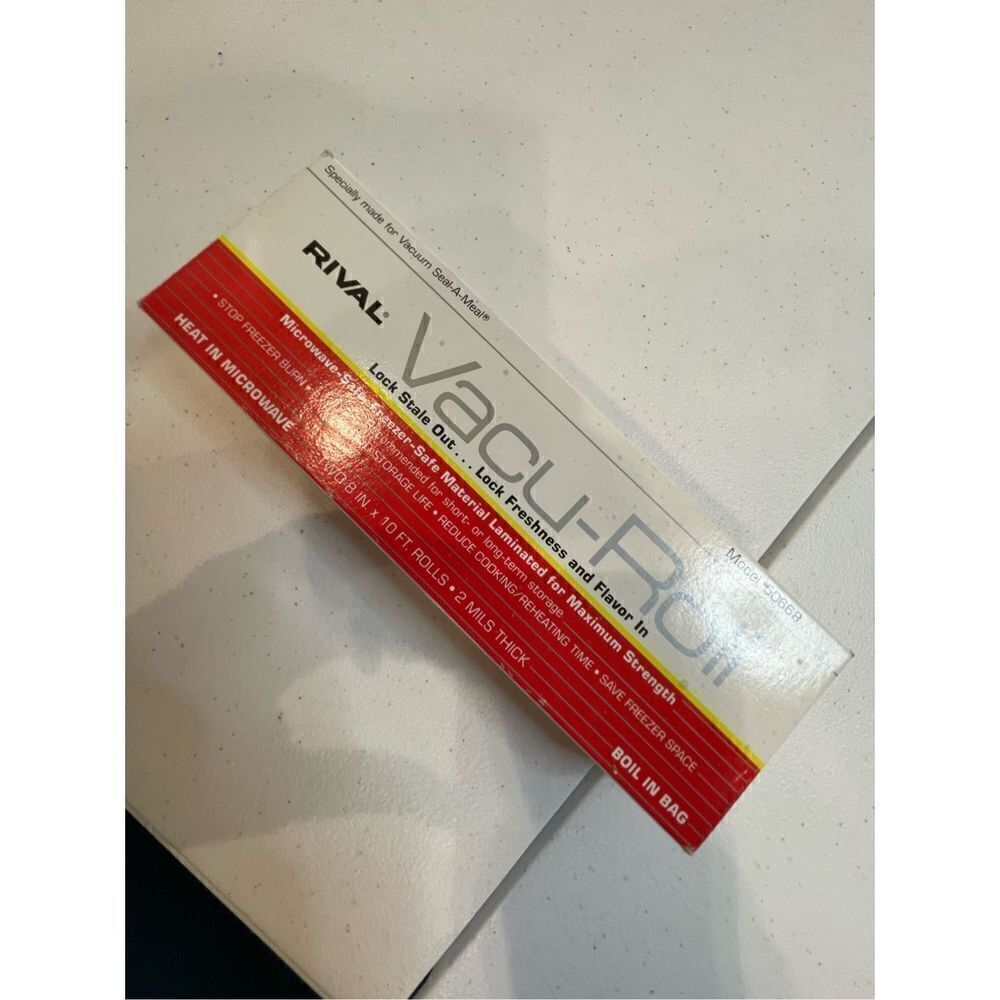 Specially made for Vacuum Seal-A-Meal®
RIVAL®
Vacu-Roll
Model 5066R
Lock Stale Out... Lock Freshness and Flavor In
Microwave-Safe Freezer-Safe Material Laminated for Maximum Strength
Recommended for short- or long-term storage
• STOP FREEZER BURN • STORAGE LIFE • REDUCE COOKING/REHEATING TIME • SAVE FREEZER SPACE
HEAT IN MICROWAVE
TWO 8 IN. x 10 FT. ROLLS • 2 MILS THICK
BOIL IN BAG